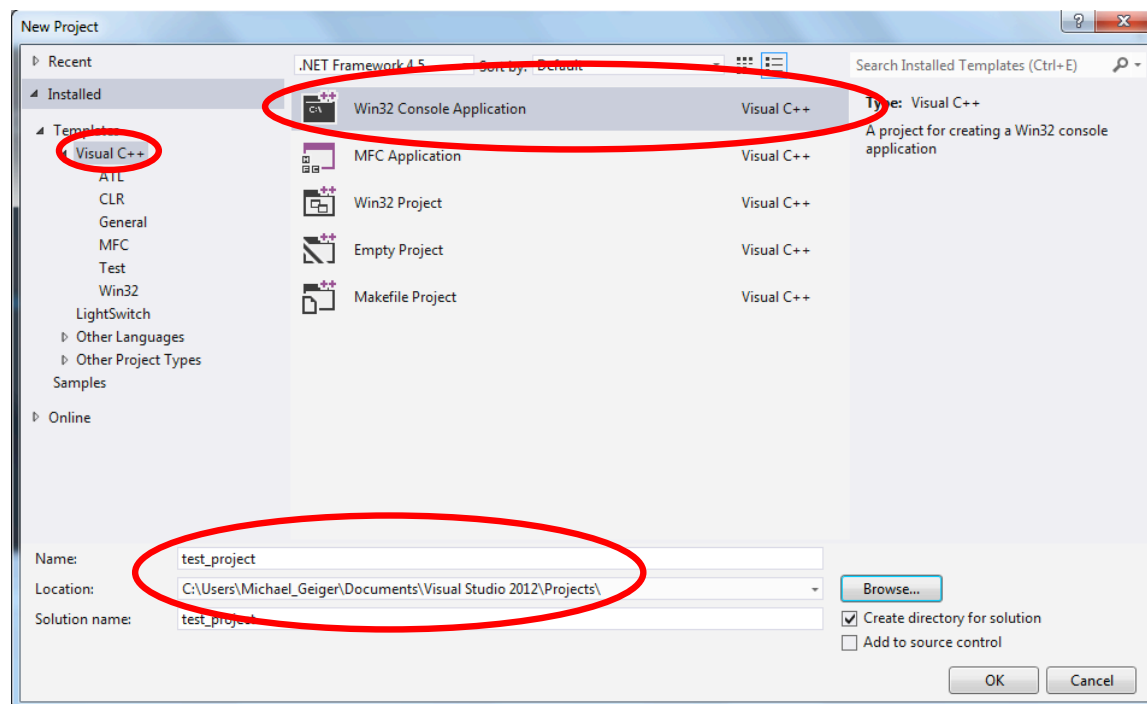 New Project
Recent
Installed
Templates
Visual C++
ATL
CLR
General
MFC
Test
Win32
LightSwitch
Other Languages
Other Project Types
Samples
Online
.NET Framework 4.5 Sort by: Default
Win32 Console Application Visual C++
MFC Application Visual C++
Win32 Project Visual C++
Empty Project Visual C++
Makefile Project Visual C++
Search Installed Templates (Ctrl+E)
Type: Visual C++
A project for creating a Win32 console
application
Name: test_project
Location: C:\Users\Michael_Geiger\Documents\Visual Studio 2012\Projects\
Solution name: test_project
Browse...
Create directory for solution
Add to source control
OK Cancel